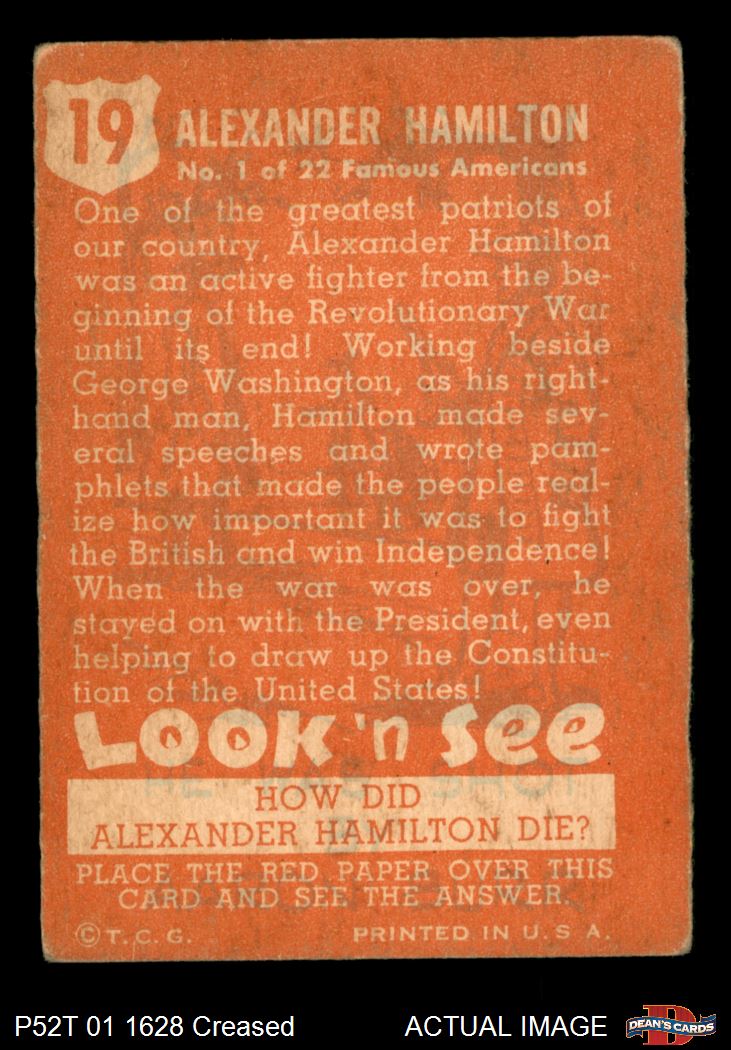 19
ALEXANDER HAMILTON
No. 1 of 22 Famous Americans
One of the greatest patriots of
our country, Alexander Hamilton
was an active fighter from the be-
ginning of the Revolutionary War
until its end! Working beside
George Washington, as his right-
hand man, Hamilton made sev-
eral speeches and wrote pam-
phlets that made the people real-
ize how important it was to fight
the British and win Independence!
When the war was over, he
stayed on with the President, even
helping to draw up the Constitu-
tion of the United States!
LOOK 'n SEE
HE WAS SHOT
HOW DID
ALEXANDER HAMILTON DIE?
PLACE THE RED PAPER OVER THIS
CARD AND SEE THE ANSWER.
© T. C. G. PRINTED IN U. S. A.
P52T 01 1628 Creased ACTUAL IMAGE DEAN'S CARDS